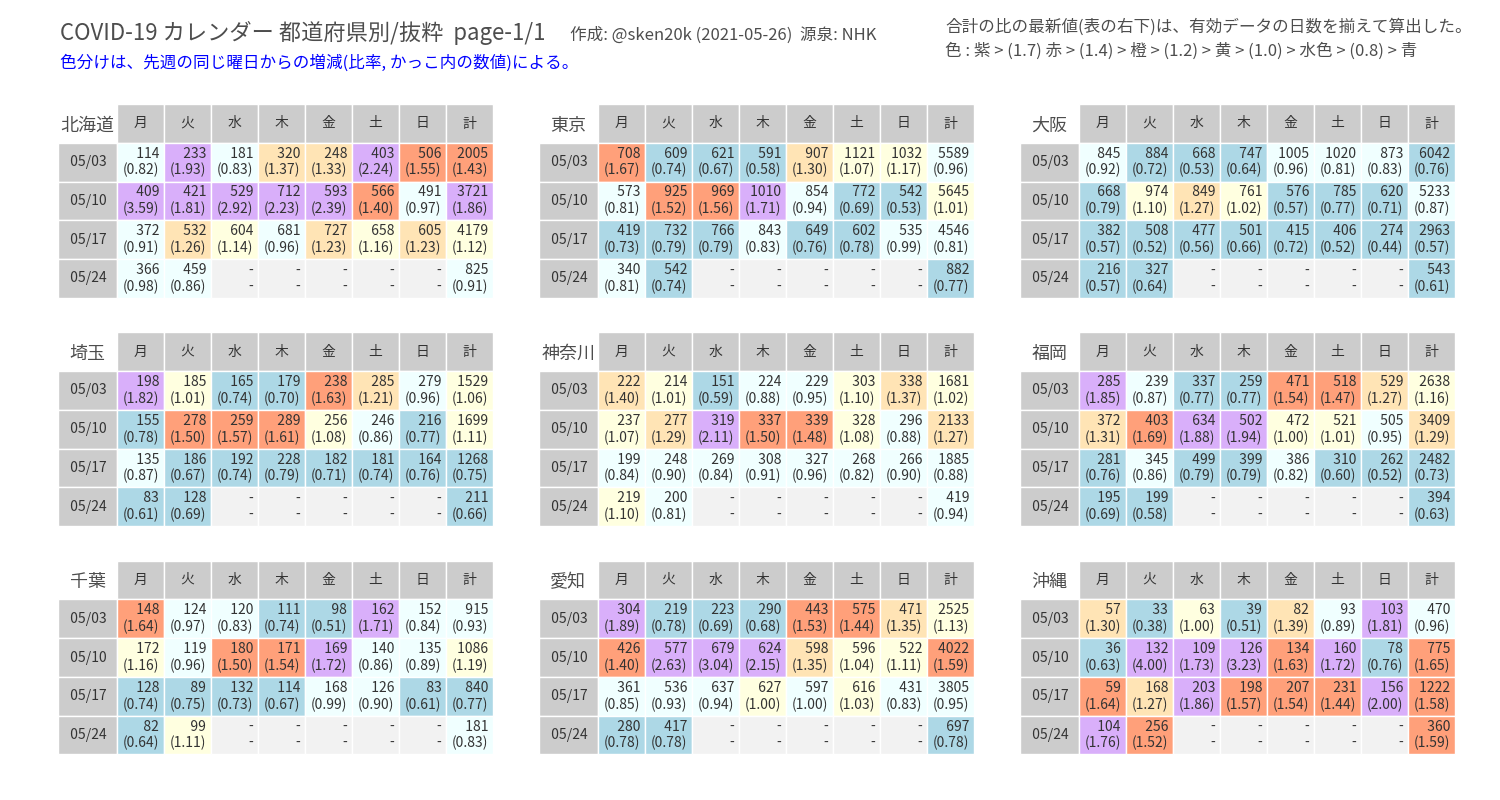 COVID-19 カレンダー 都道府県別/抜粋 page-1/1 作成: @sken20k (2021-05-26) 源泉: NHK
色分けは、先週の同じ曜日からの増減(比率, かっこ内の数値)による。
合計の比の最新値(表の右下)は、有効データの日数を揃えて算出した。
色 : 紫 > (1.7) 赤 > (1.4) > 橙 > (1.2) > 黄 > (1.0) > 水色 > (0.8) > 青
北海道 月 火 水 木 金 土 日 計
05/03 114 233 181 320 248 403 506 2005
(0.82) (1.93) (0.83) (1.37) (1.33) (2.24) (1.55) (1.43)
05/10 409 421 529 712 593 566 491 3721
(3.59) (1.81) (2.92) (2.23) (2.39) (1.40) (0.97) (1.86)
05/17 372 532 604 681 727 658 605 4179
(0.91) (1.26) (1.14) (0.96) (1.23) (1.16) (1.23) (1.12)
05/24 366 459 - - - - - 825
(0.98) (0.86) - - - - - (0.91)
東京 月 火 水 木 金 土 日 計
05/03 708 609 621 591 907 1121 1032 5589
(1.67) (0.74) (0.67) (0.58) (1.30) (1.07) (1.17) (0.96)
05/10 573 925 969 1010 854 772 542 5645
(0.81) (1.52) (1.56) (1.71) (0.94) (0.69) (0.53) (1.01)
05/17 419 732 766 843 649 602 535 4546
(0.73) (0.79) (0.79) (0.83) (0.76) (0.78) (0.99) (0.81)
05/24 340 542 - - - - - 882
(0.81) (0.74) - - - - - (0.77)
大阪 月 火 水 木 金 土 日 計
05/03 845 884 668 747 1005 1020 873 6042
(0.92) (0.72) (0.53) (0.64) (0.96) (0.81) (0.83) (0.76)
05/10 668 974 849 761 576 785 620 5233
(0.79) (1.10) (1.27) (1.02) (0.57) (0.77) (0.71) (0.87)
05/17 382 508 477 501 415 406 274 2963
(0.57) (0.52) (0.56) (0.66) (0.72) (0.52) (0.44) (0.57)
05/24 216 327 - - - - - 543
(0.57) (0.64) - - - - - (0.61)
埼玉 月 火 水 木 金 土 日 計
05/03 198 185 165 179 238 285 279 1529
(1.82) (1.01) (0.74) (0.70) (1.63) (1.21) (0.96) (1.06)
05/10 155 278 259 289 256 246 216 1699
(0.78) (1.50) (1.57) (1.61) (1.08) (0.86) (0.77) (1.11)
05/17 135 186 192 228 182 181 164 1268
(0.87) (0.67) (0.74) (0.79) (0.71) (0.74) (0.76) (0.75)
05/24 83 128 - - - - - 211
(0.61) (0.69) - - - - - (0.66)
神奈川 月 火 水 木 金 土 日 計
05/03 222 214 151 224 229 303 338 1681
(1.40) (1.01) (0.59) (0.88) (0.95) (1.10) (1.37) (1.02)
05/10 237 277 319 337 339 328 296 2133
(1.07) (1.29) (2.11) (1.50) (1.48) (1.08) (0.88) (1.27)
05/17 199 248 269 308 327 268 266 1885
(0.84) (0.90) (0.84) (0.91) (0.96) (0.82) (0.90) (0.88)
05/24 219 200 - - - - - 419
(1.10) (0.81) - - - - - (0.94)
福岡 月 火 水 木 金 土 日 計
05/03 285 239 337 259 471 518 529 2638
(1.85) (0.87) (0.77) (0.77) (1.54) (1.47) (1.27) (1.16)
05/10 372 403 634 502 472 521 505 3409
(1.31) (1.69) (1.88) (1.94) (1.00) (1.01) (0.95) (1.29)
05/17 281 345 499 399 386 310 262 2482
(0.76) (0.86) (0.79) (0.79) (0.82) (0.60) (0.52) (0.73)
05/24 195 199 - - - - - 394
(0.69) (0.58) - - - - - (0.63)
千葉 月 火 水 木 金 土 日 計
05/03 148 124 120 111 98 162 152 915
(1.64) (0.97) (0.83) (0.74) (0.51) (1.71) (0.84) (0.93)
05/10 172 119 180 171 169 140 135 1086
(1.16) (0.96) (1.50) (1.54) (1.72) (0.86) (0.89) (1.19)
05/17 128 89 132 114 168 126 83 840
(0.74) (0.75) (0.73) (0.67) (0.99) (0.90) (0.61) (0.77)
05/24 82 99 - - - - - 181
(0.64) (1.11) - - - - - (0.83)
愛知 月 火 水 木 金 土 日 計
05/03 304 219 223 290 443 575 471 2525
(1.89) (0.78) (0.69) (0.68) (1.53) (1.44) (1.35) (1.13)
05/10 426 577 679 624 598 596 522 4022
(1.40) (2.63) (3.04) (2.15) (1.35) (1.04) (1.11) (1.59)
05/17 361 536 637 627 597 616 431 3805
(0.85) (0.93) (0.94) (1.00) (1.00) (1.03) (0.83) (0.95)
05/24 280 417 - - - - - 697
(0.78) (0.78) - - - - - (0.78)
沖縄 月 火 水 木 金 土 日 計
05/03 57 33 63 39 82 93 103 470
(1.30) (0.38) (1.00) (0.51) (1.39) (0.89) (1.81) (0.96)
05/10 36 132 109 126 134 160 78 775
(0.63) (4.00) (1.73) (3.23) (1.63) (1.72) (0.76) (1.65)
05/17 59 168 203 198 207 231 156 1222
(1.64) (1.27) (1.86) (1.57) (1.54) (1.44) (2.00) (1.58)
05/24 104 256 - - - - - 360
(1.76) (1.52) - - - - - (1.59)